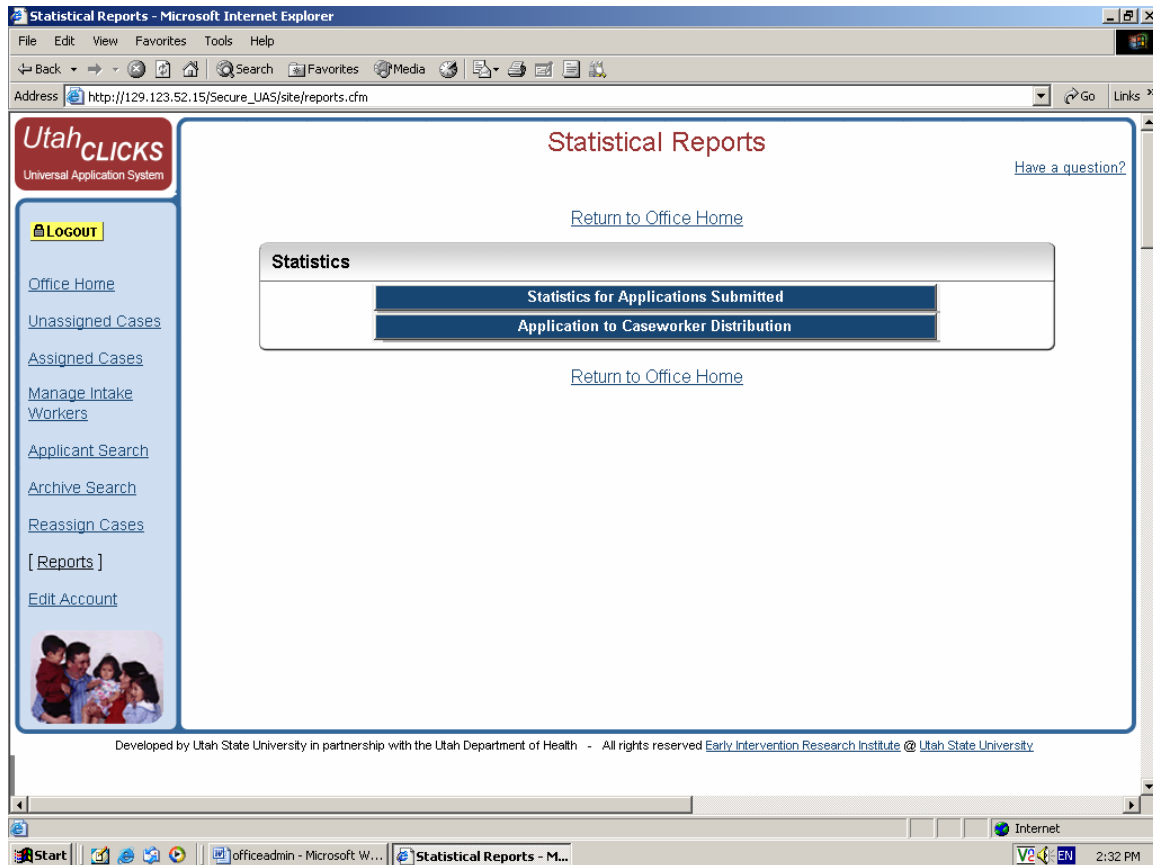 Statistical Reports - Microsoft Internet Explorer
File Edit View Favorites Tools Help
Back Search Favorites Media
Address http://129.123.52.15/Secure_UAS/site/reports.cfm Go Links »
Utah CLICKS
Universal Application System
Statistical Reports
Have a question?
Return to Office Home
LOGOUT
Office Home
Unassigned Cases
Assigned Cases
Manage Intake
Workers
Applicant Search
Archive Search
Reassign Cases
[ Reports ]
Edit Account
Statistics
Statistics for Applications Submitted
Application to Caseworker Distribution
Return to Office Home
Developed by Utah State University in partnership with the Utah Department of Health - All rights reserved Early Intervention Research Institute @ Utah State University
Internet
Start officeadmin - Microsoft W... Statistical Reports - M... EN 2:32 PM